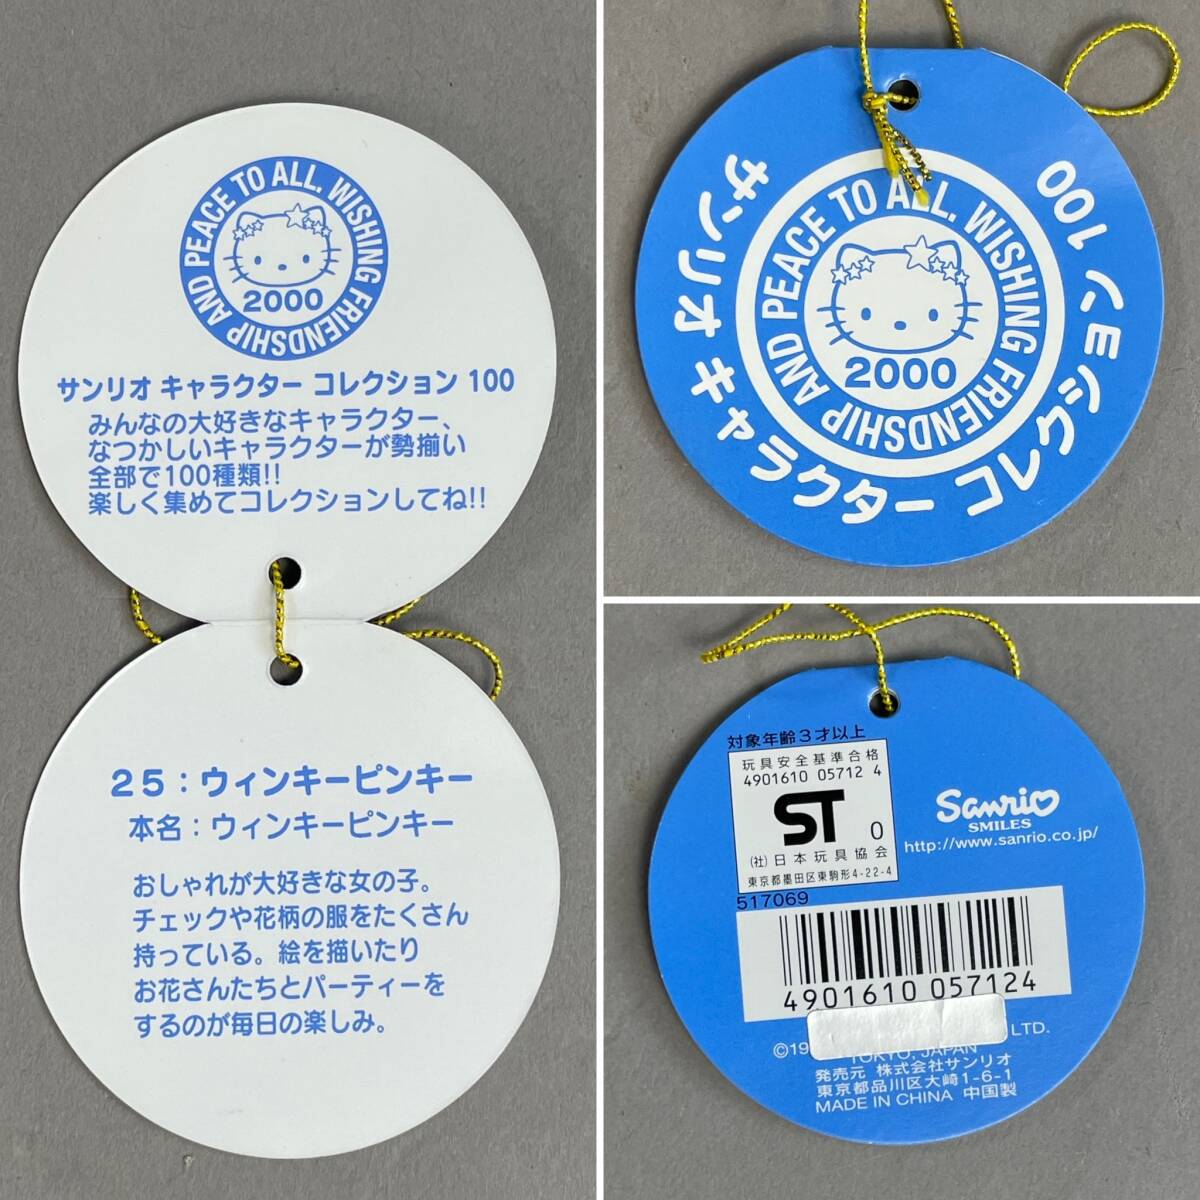 WISHING FRIENDSHIP AND PEACE TO ALL.
2000
サンリオ キャラクター コレクション 100
みんなの大好きなキャラクター、
なつかしいキャラクターが勢揃い
全部で100種類!!
楽しく集めてコレクションしてね!!
25：ウィンキーピンキー
本名：ウィンキーピンキー
おしゃれが大好きな女の子。
チェックや花柄の服をたくさん
持っている。絵を描いたり
お花さんたちとパーティーを
するのが毎日の楽しみ。
サンリオ キャラクター コレクション 100
WISHING FRIENDSHIP AND PEACE TO ALL.
2000
対象年齢3才以上
玩具安全基準合格
4901610 05712 4
ST 0
(社)日本玩具協会
東京都墨田区東駒形4-22-4
517069
Sanrio
SMILES
http://www.sanrio.co.jp/
4901610 057124
©19 LTD.
TOKYO, JAPAN
発売元 株式会社サンリオ
東京都品川区大崎1-6-1
MADE IN CHINA 中国製